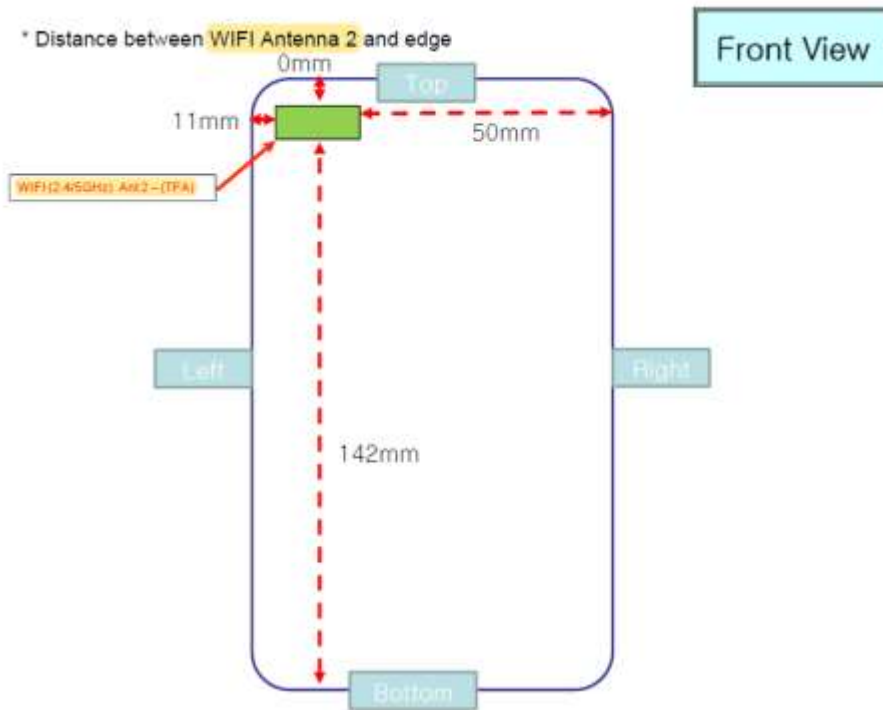 * Distance between WIFI Antenna 2 and edge
Front View
0mm
Top
11mm
50mm
WIFI(2.4/5GHz) Ant2 – (TFA)
Left
Right
142mm
Bottom